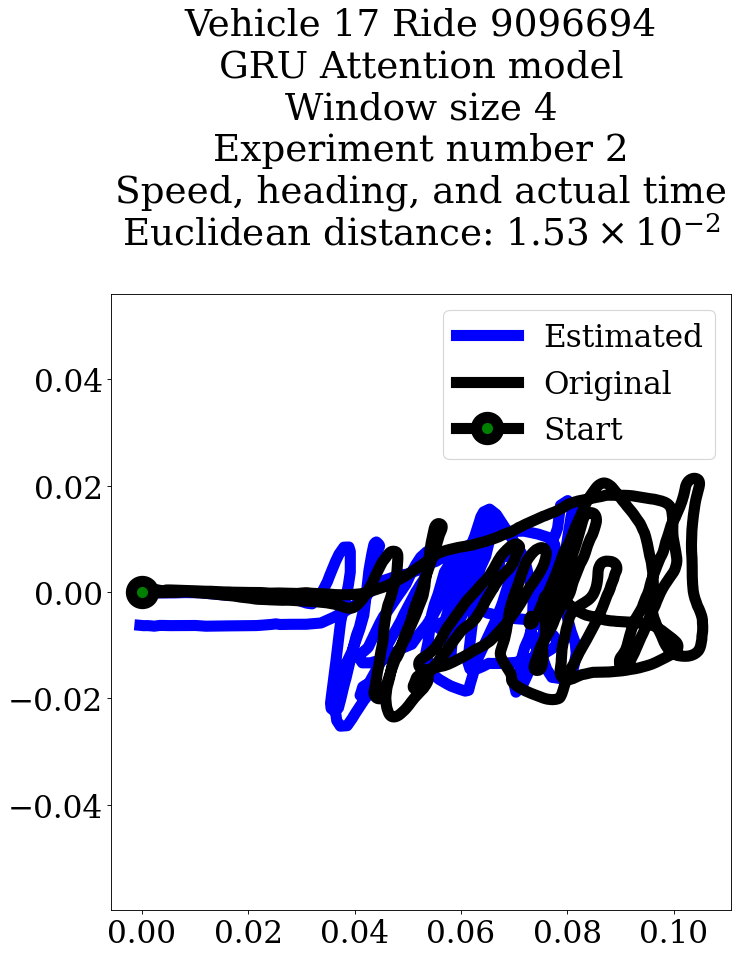 Vehicle 17 Ride 9096694
GRU Attention model
Window size 4
Experiment number 2
Speed, heading, and actual time
Euclidean distance: 1.53 × 10⁻²
Estimated
Original
Start
0.04
0.02
0.00
−0.02
−0.04
0.00 0.02 0.04 0.06 0.08 0.10